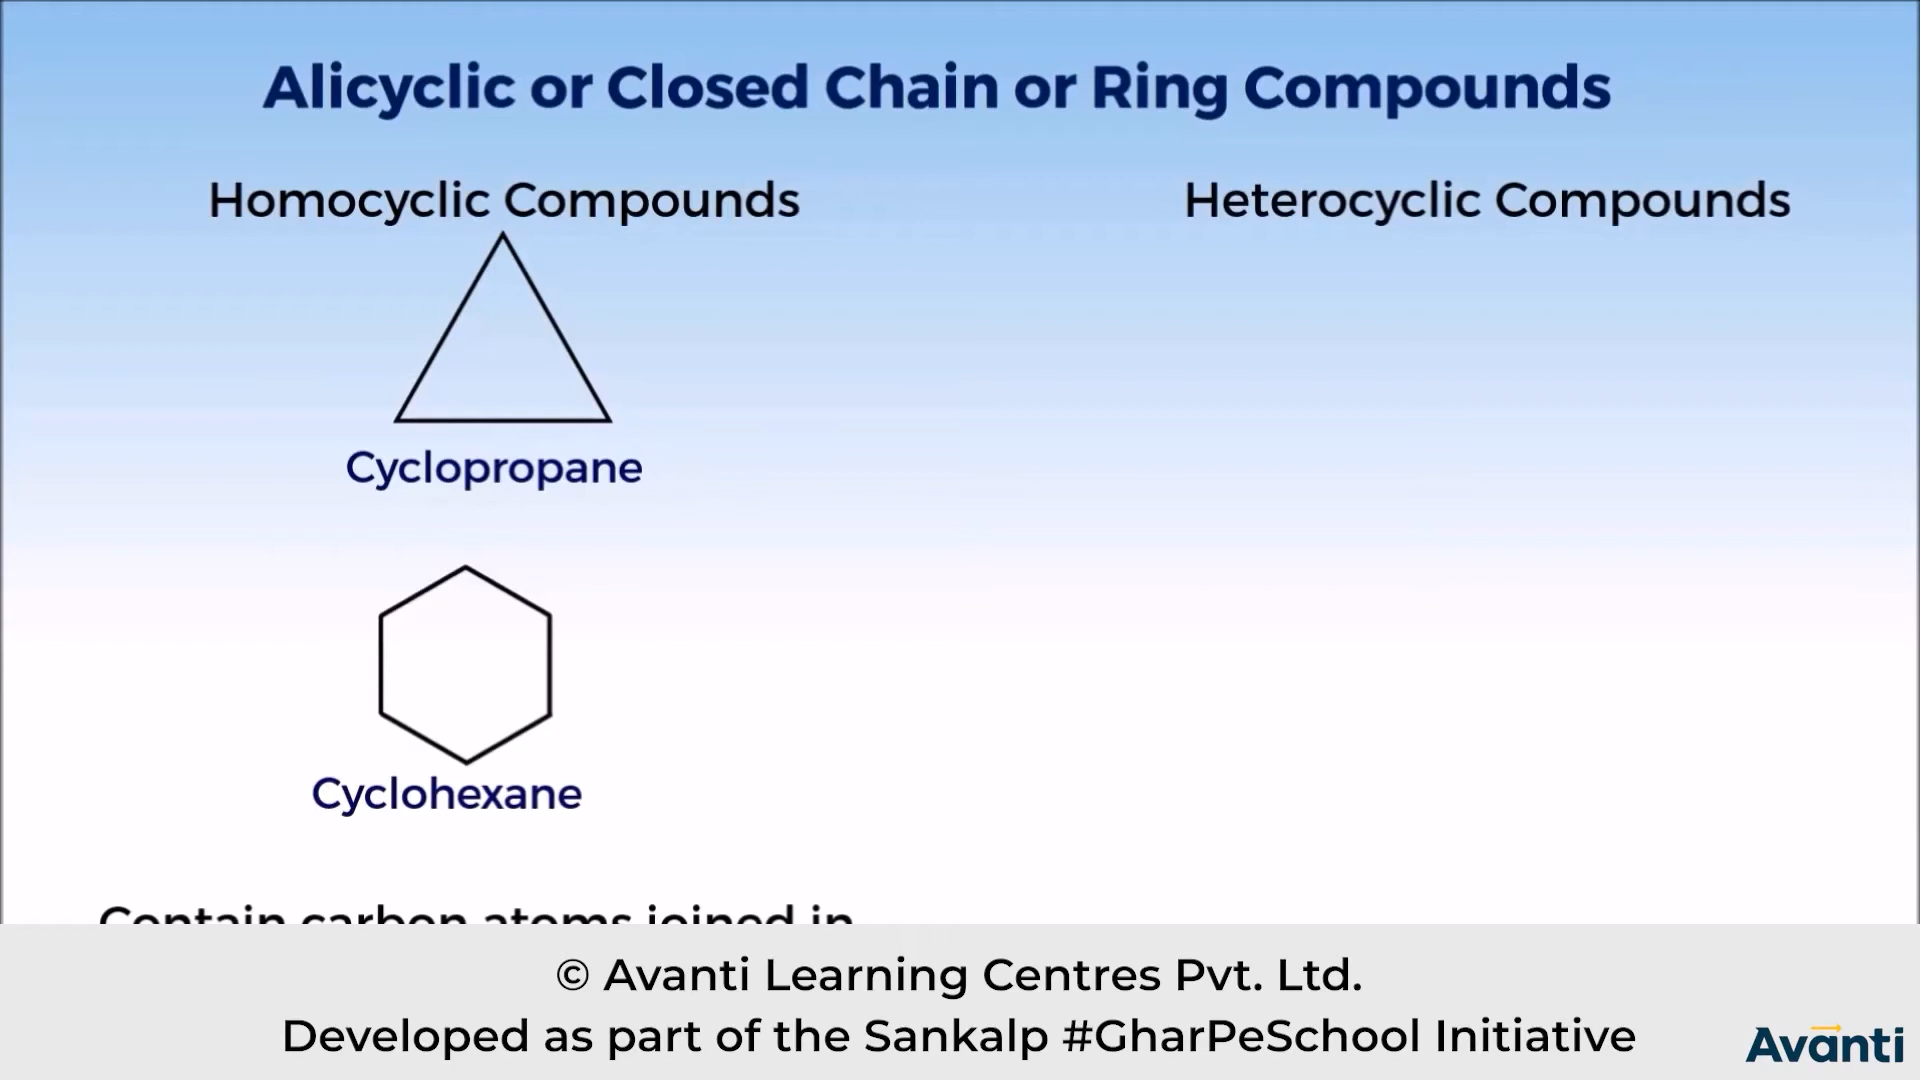 Alicyclic or Closed Chain or Ring Compounds
Homocyclic Compounds
Heterocyclic Compounds
Cyclopropane
Cyclohexane
Contain carbon atoms joined in
© Avanti Learning Centres Pvt. Ltd.
Developed as part of the Sankalp #GharPeSchool Initiative
Avanti